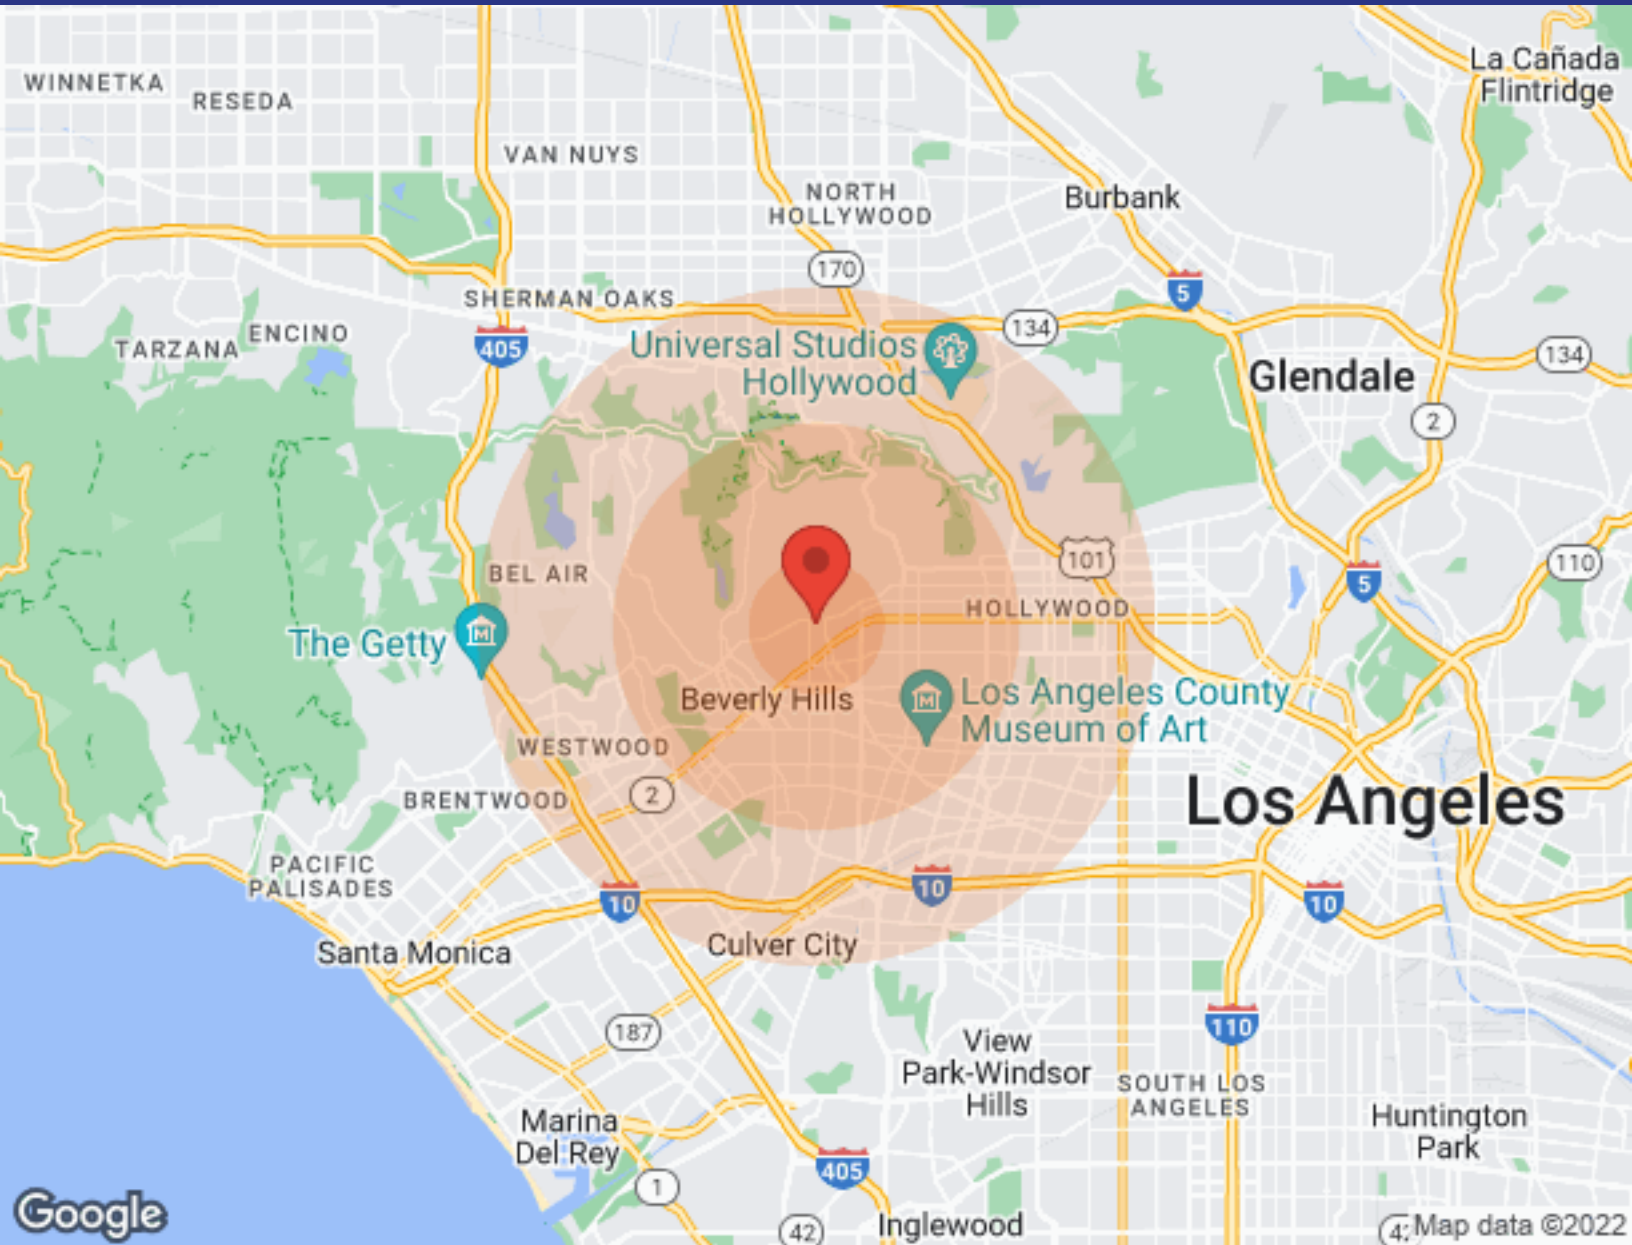 La Cañada
Flintridge
WINNETKA
RESEDA
VAN NUYS
NORTH
HOLLYWOOD
Burbank
170
5
SHERMAN OAKS
134
ENCINO
TARZANA
405
Universal Studios
Hollywood
134
Glendale
2
101
110
5
BEL AIR
HOLLYWOOD
The Getty
Beverly Hills
Los Angeles County
Museum of Art
WESTWOOD
2
BRENTWOOD
Los Angeles
PACIFIC
PALISADES
10
10
10
Santa Monica
Culver City
187
110
View
Park-Windsor
Hills
SOUTH LOS
ANGELES
Marina
Del Rey
Huntington
Park
405
1
Google
42
Inglewood
Map data ©2022